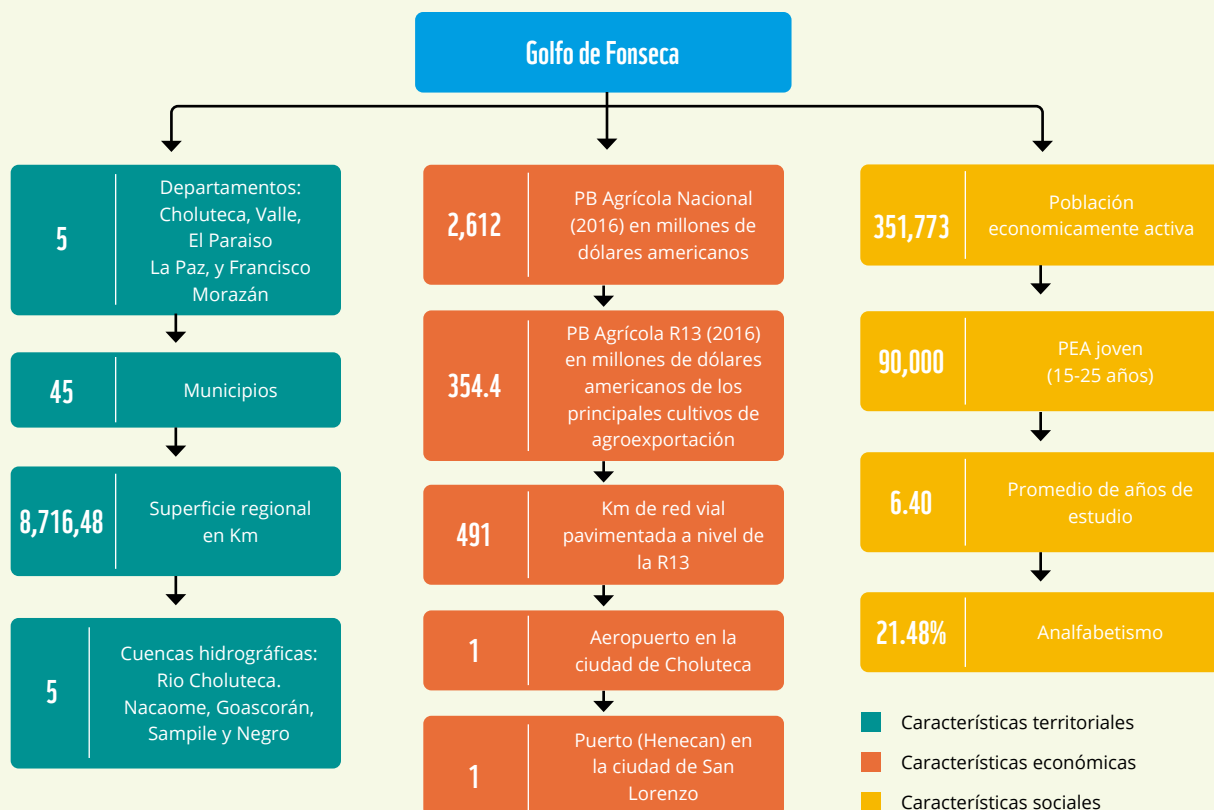 Golfo de Fonseca
5
Departamentos:
Choluteca, Valle,
El Paraiso
La Paz, y Francisco
Morazán
45
Municipios
8,716,48
Superficie regional
en Km
5
Cuencas hidrográficas:
Rio Choluteca.
Nacaome, Goascorán,
Sampile y Negro
2,612
PB Agrícola Nacional
(2016) en millones de
dólares americanos
354.4
PB Agrícola R13 (2016)
en millones de dólares
americanos de los
principales cultivos de
agroexportación
491
Km de red vial
pavimentada a nivel de
la R13
1
Aeropuerto en la
ciudad de Choluteca
1
Puerto (Henecan) en
la ciudad de San
Lorenzo
351,773
Población
economicamente activa
90,000
PEA joven
(15-25 años)
6.40
Promedio de años de
estudio
21.48%
Analfabetismo
Característicass territoriales
Características económicas
Características sociales